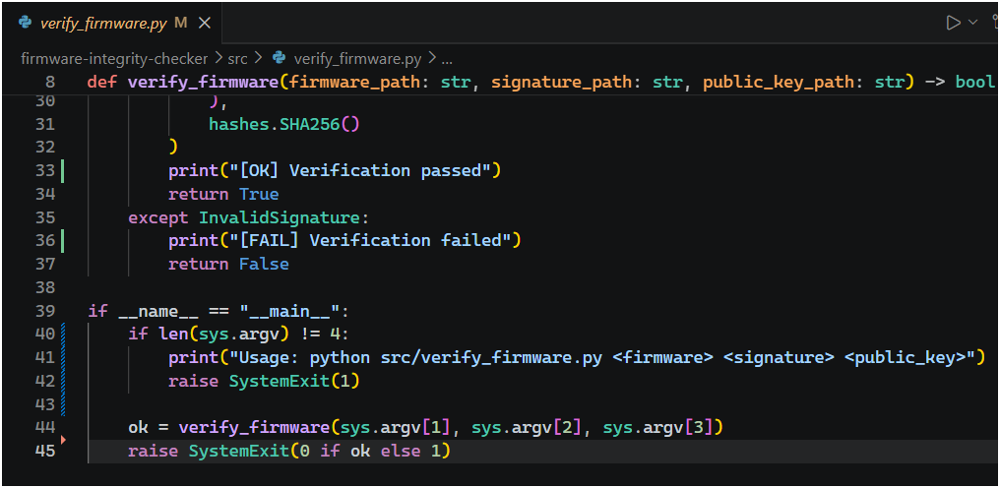 verify_firmware.py M
firmware-integrity-checker > src > verify_firmware.py > ...
8 def verify_firmware(firmware_path: str, signature_path: str, public_key_path: str) -> bool
30 ),
31 hashes.SHA256()
32 )
33 print("[OK] Verification passed")
34 return True
35 except InvalidSignature:
36 print("[FAIL] Verification failed")
37 return False
38
39 if __name__ == "__main__":
40 if len(sys.argv) != 4:
41 print("Usage: python src/verify_firmware.py <firmware> <signature> <public_key>")
42 raise SystemExit(1)
43
44 ok = verify_firmware(sys.argv[1], sys.argv[2], sys.argv[3])
45 raise SystemExit(0 if ok else 1)